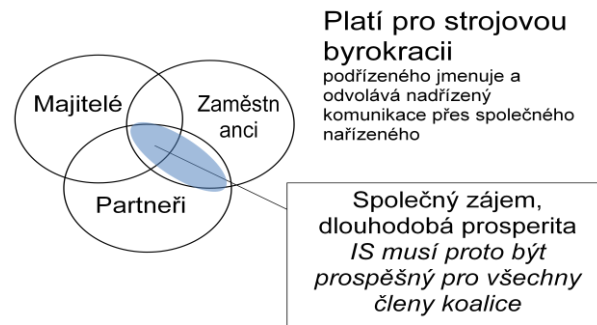 Platí pro strojovou
byrokracii
podřízeného jmenuje a
odvolává nadřízený
komunikace přes společného
nařízeného
Majitelé
Zaměstn
anci
Partneři
Společný zájem,
dlouhodobá prosperita
IS musí proto být
prospěšný pro všechny
členy koalice